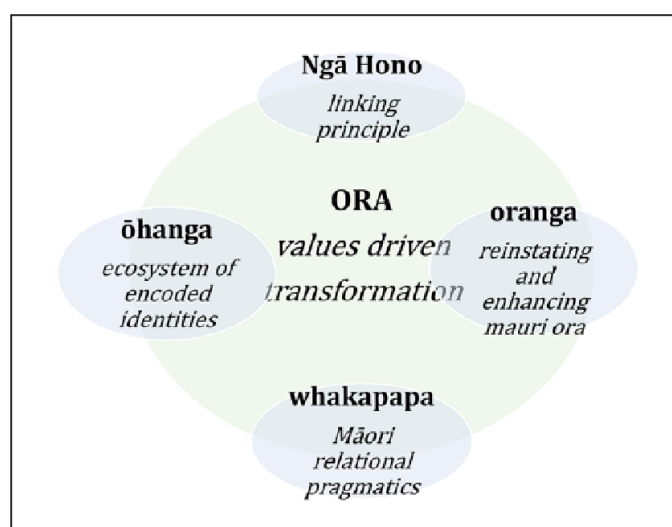 Ngā Hono
linking
principle
ORA
values driven
transformation
ōhanga
ecosystem of
encoded
identities
oranga
reinstating
and
enhancing
mauri ora
whakapapa
Māori
relational
pragmatics